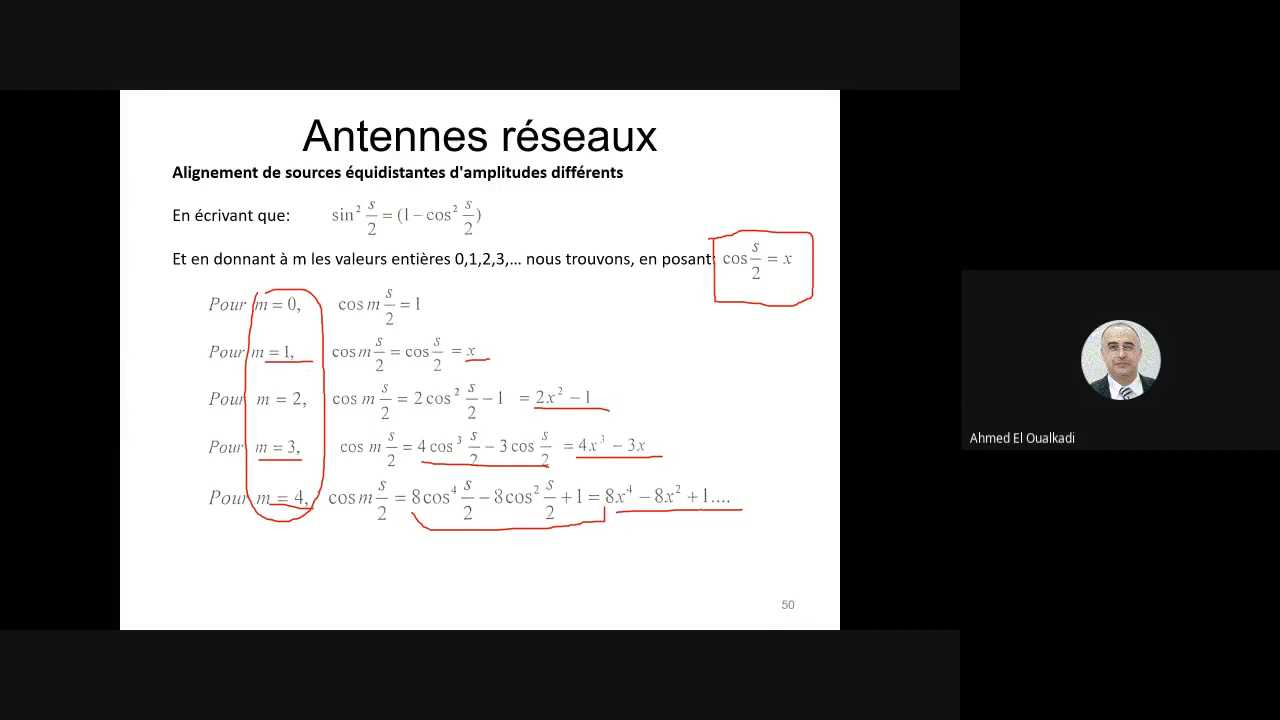 Antennes réseaux
Alignement de sources équidistantes d'amplitudes différents
En écrivant que: sin² s/2 = (1 − cos² s/2)
Et en donnant à m les valeurs entières 0,1,2,3,… nous trouvons, en posant: cos s/2 = x
Pour m = 0, cos m s/2 = 1
Pour m = 1, cos m s/2 = cos s/2 = x
Pour m = 2, cos m s/2 = 2 cos² s/2 − 1 = 2x² − 1
Pour m = 3, cos m s/2 = 4 cos³ s/2 − 3 cos s/2 = 4x³ − 3x
Pour m = 4, cos m s/2 = 8 cos⁴ s/2 − 8 cos² s/2 + 1 = 8x⁴ − 8x² + 1....
50
Ahmed El Oualkadi